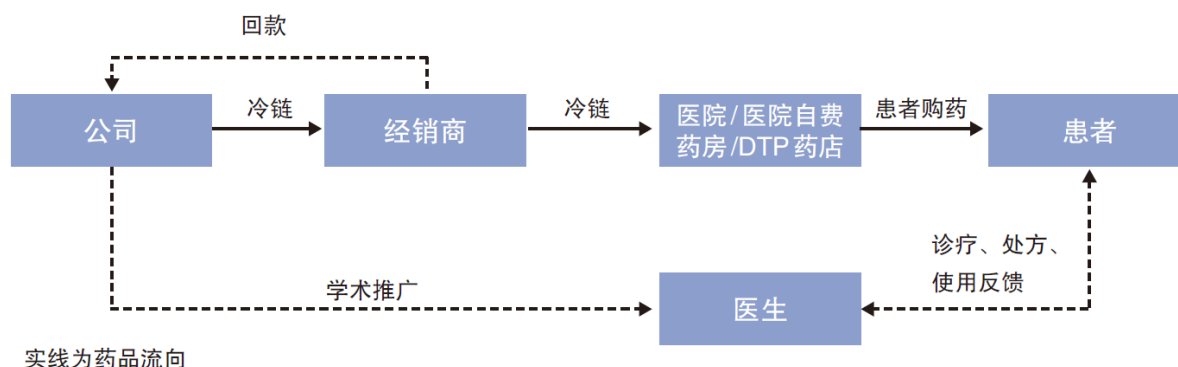 回款
公司
冷链
经销商
冷链
医院/医院自费
药房/DTP药店
患者购药
患者
诊疗、处方、
使用反馈
学术推广
医生
实线为药品流向